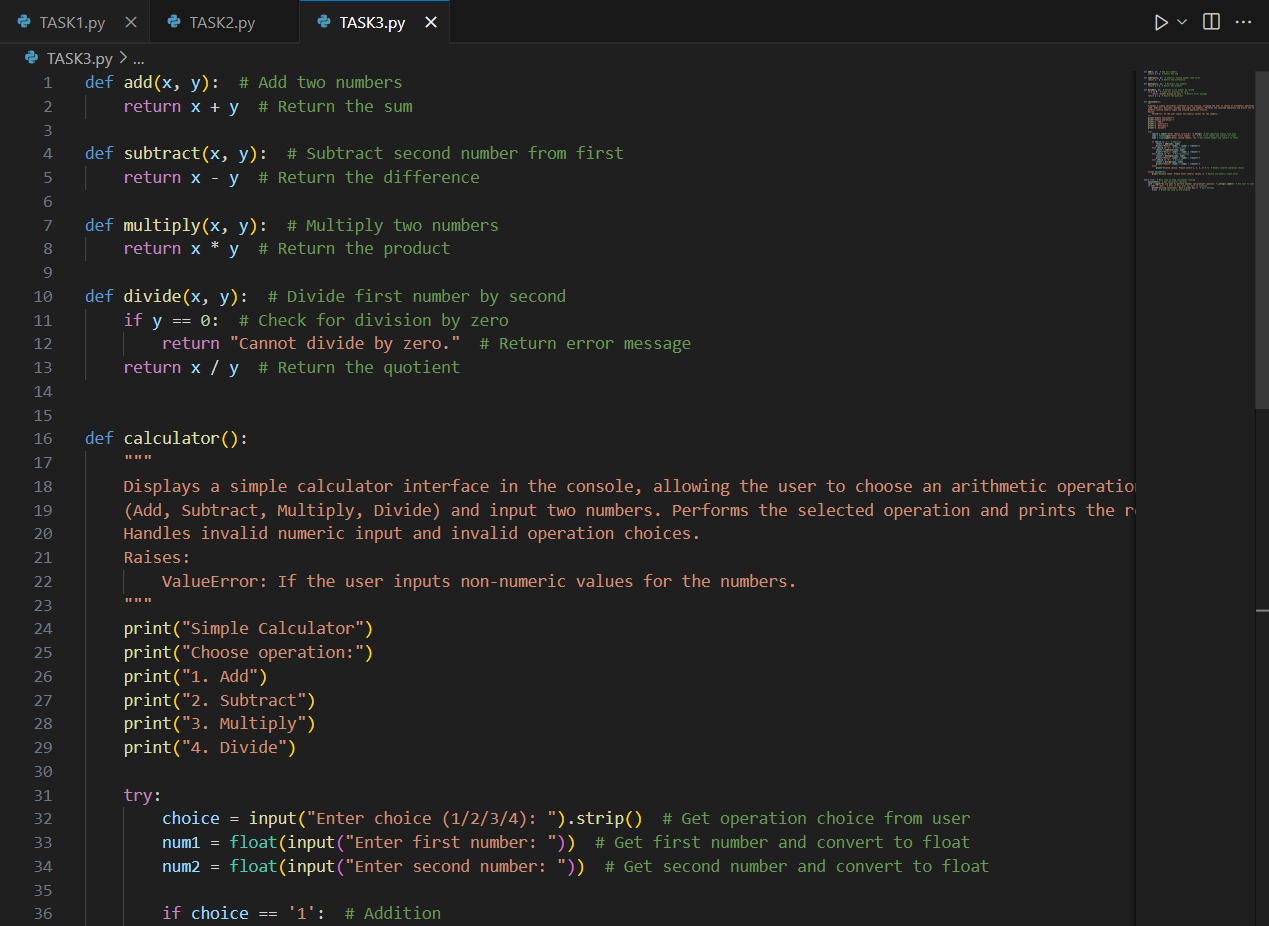 TASK1.py
TASK2.py
TASK3.py
TASK3.py > ...
1 def add(x, y):  # Add two numbers
2     return x + y  # Return the sum
3
4 def subtract(x, y):  # Subtract second number from first
5     return x - y  # Return the difference
6
7 def multiply(x, y):  # Multiply two numbers
8     return x * y  # Return the product
9
10 def divide(x, y):  # Divide first number by second
11     if y == 0:  # Check for division by zero
12         return "Cannot divide by zero."  # Return error message
13     return x / y  # Return the quotient
14
15
16 def calculator():
17     """
18     Displays a simple calculator interface in the console, allowing the user to choose an arithmetic operatio
19     (Add, Subtract, Multiply, Divide) and input two numbers. Performs the selected operation and prints the r
20     Handles invalid numeric input and invalid operation choices.
21     Raises:
22         ValueError: If the user inputs non-numeric values for the numbers.
23     """
24     print("Simple Calculator")
25     print("Choose operation:")
26     print("1. Add")
27     print("2. Subtract")
28     print("3. Multiply")
29     print("4. Divide")
30
31     try:
32         choice = input("Enter choice (1/2/3/4): ").strip()  # Get operation choice from user
33         num1 = float(input("Enter first number: "))  # Get first number and convert to float
34         num2 = float(input("Enter second number: "))  # Get second number and convert to float
35
36         if choice == '1':  # Addition